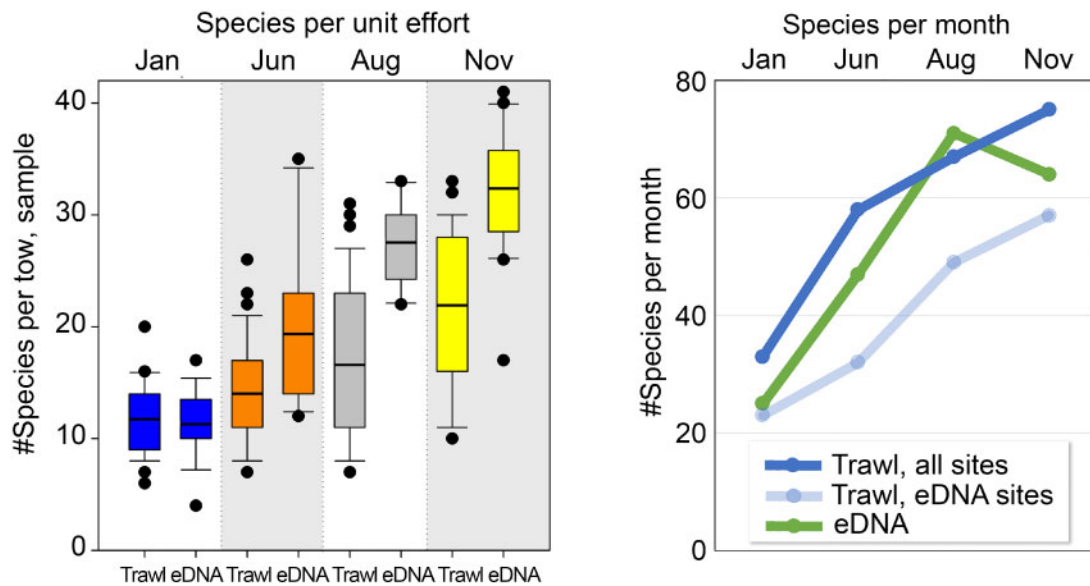 Species per unit effort
Jan Jun Aug Nov
#Species per tow, sample
40
30
20
10
0
Trawl eDNA Trawl eDNA Trawl eDNA Trawl eDNA
Species per month
Jan Jun Aug Nov
#Species per month
80
60
40
20
0
Trawl, all sites
Trawl, eDNA sites
eDNA